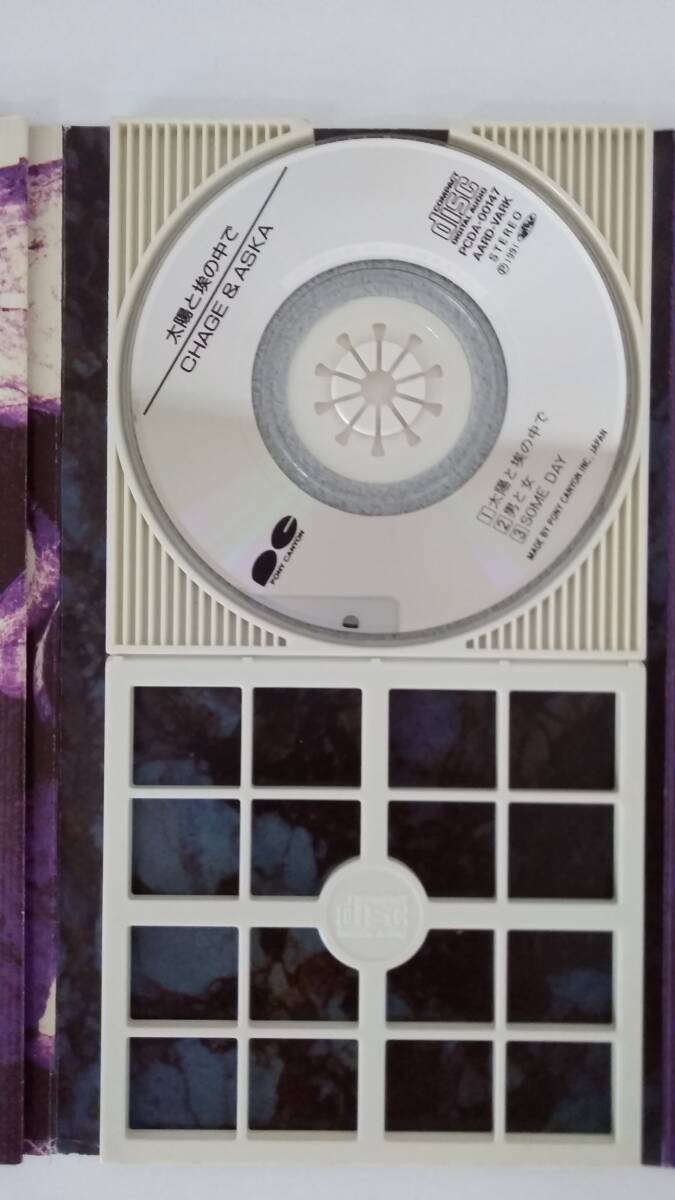 太陽と埃の中で
CHAGE & ASKA
COMPACT
disc
DIGITAL AUDIO
PCDA-00147
AARD-VARK
STEREO
Ⓟ1991
1 太陽と埃の中で
2 男と女
3 SOME DAY
MADE BY PONY CANYON INC. JAPAN
PONY CANYON
disc